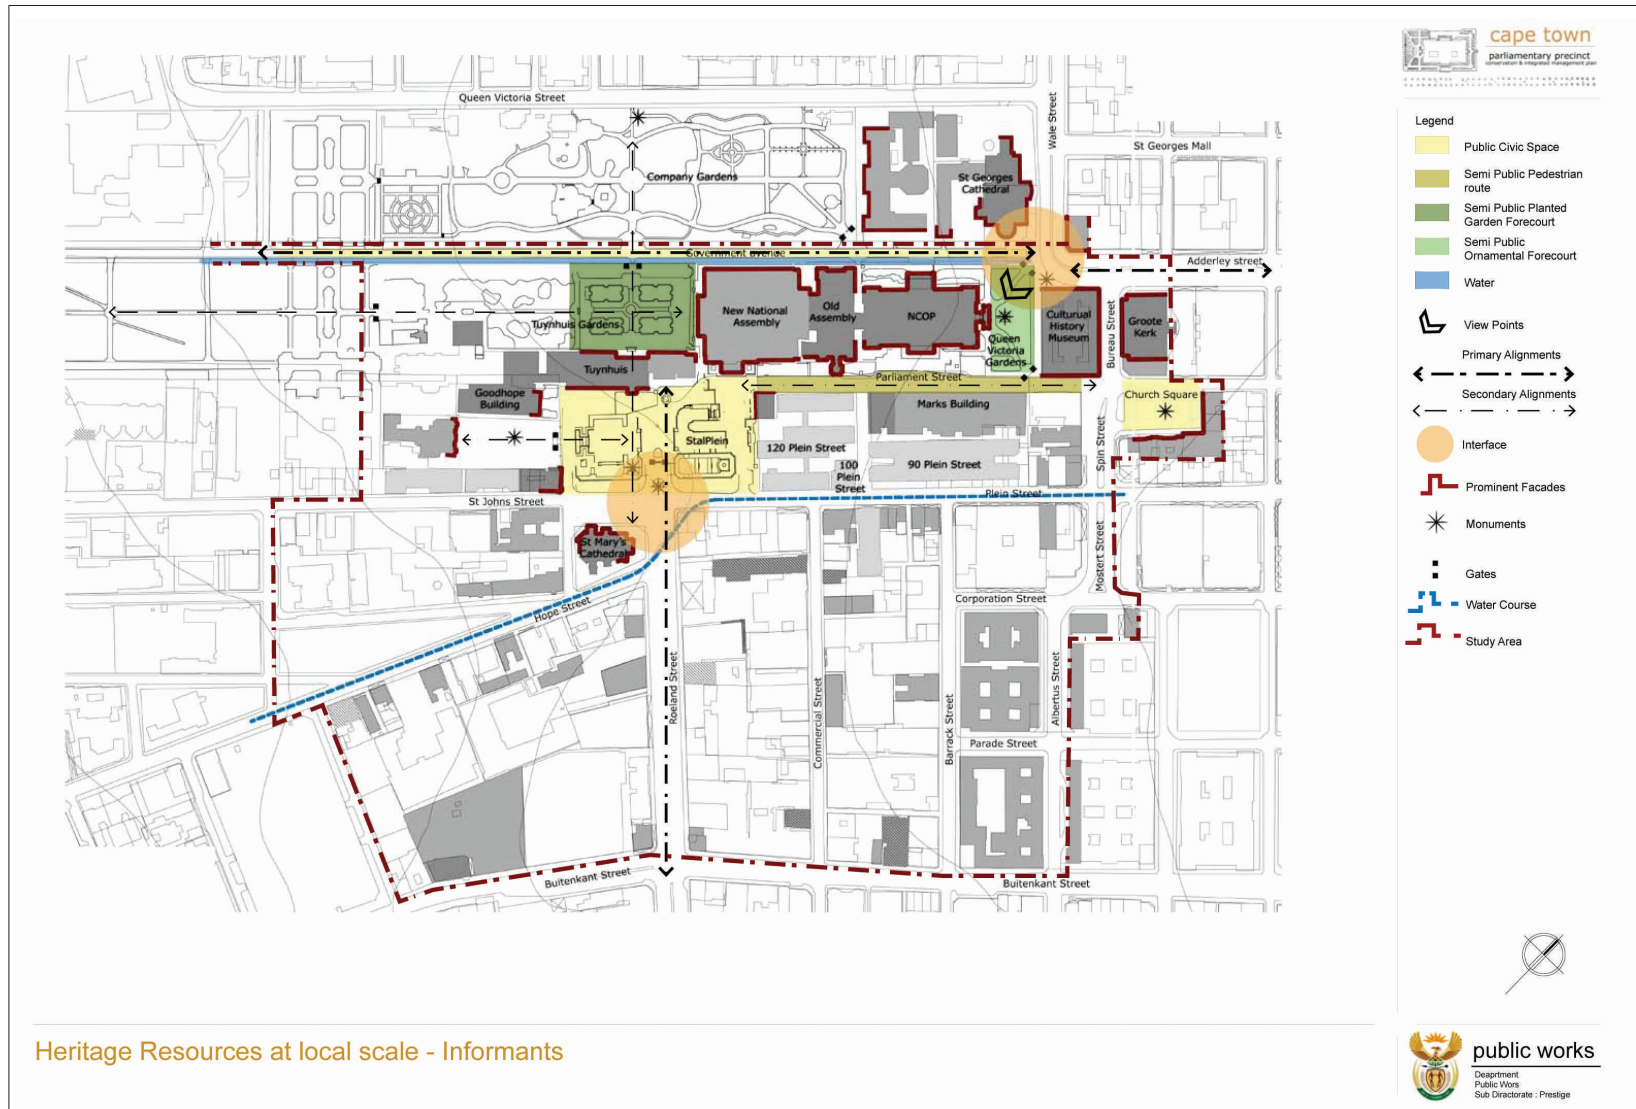 cape town
parliamentary precinct
conservation & integrated management plan
Queen Victoria Street
Wale Street
St Georges Mall
Company Gardens
St Georges
Cathedral
Government avenue
Adderley street
New National
Assembly
Old
Assembly
NCOP
Culturual
History
Museum
Bureau Street
Groote
Kerk
Tuynhuis Gardens
Queen
Victoria
Gardens
Tuynhuis
Parliament Street
Goodhope
Building
Marks Building
Church Square
StalPlein
120 Plein Street
100
Plein
Street
90 Plein Street
Spin Street
St Johns Street
Plein Street
St Mary's
Cathedral
Mostert Street
Hope Street
Corporation Street
Roeland Street
Commercial Street
Barrack Street
Albertus Street
Parade Street
Buitenkant Street
Buitenkant Street
Legend
Public Civic Space
Semi Public Pedestrian
route
Semi Public Planted
Garden Forecourt
Semi Public
Ornamental Forecourt
Water
View Points
Primary Alignments
Secondary Alignments
Interface
Prominent Facades
Monuments
Gates
Water Course
Study Area
Heritage Resources at local scale - Informants
public works
Deaprtment
Public Wors
Sub Directorate : Prestige